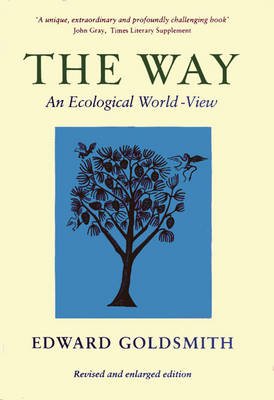 'A unique, extraordinary and profoundly challenging book'
John Gray, Times Literary Supplement
THE WAY
An Ecological World-View
EDWARD GOLDSMITH
Revised and enlarged edition